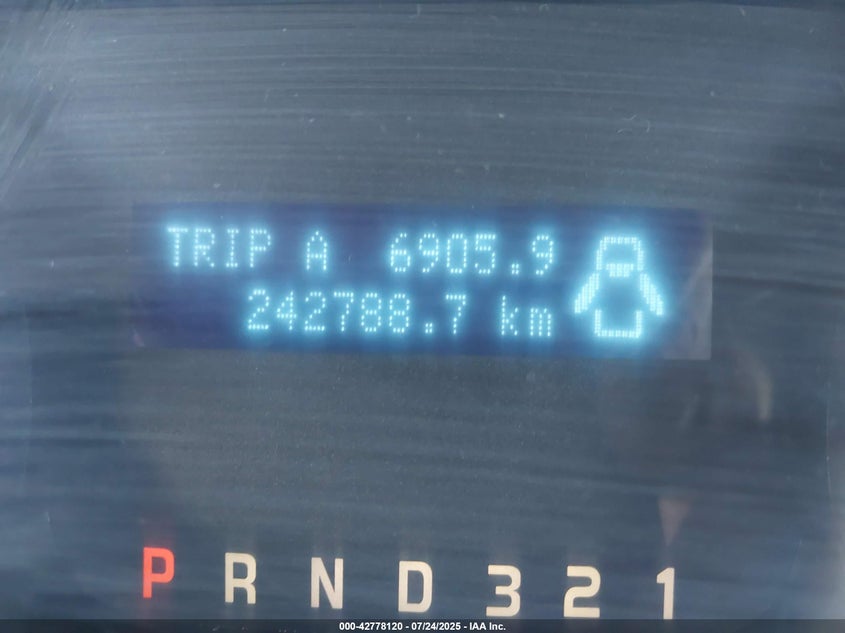 TRIP A 6905.9
242788.7 km
P R N D 3 2 1
000-42778120 - 07/24/2025 - IAA Inc.